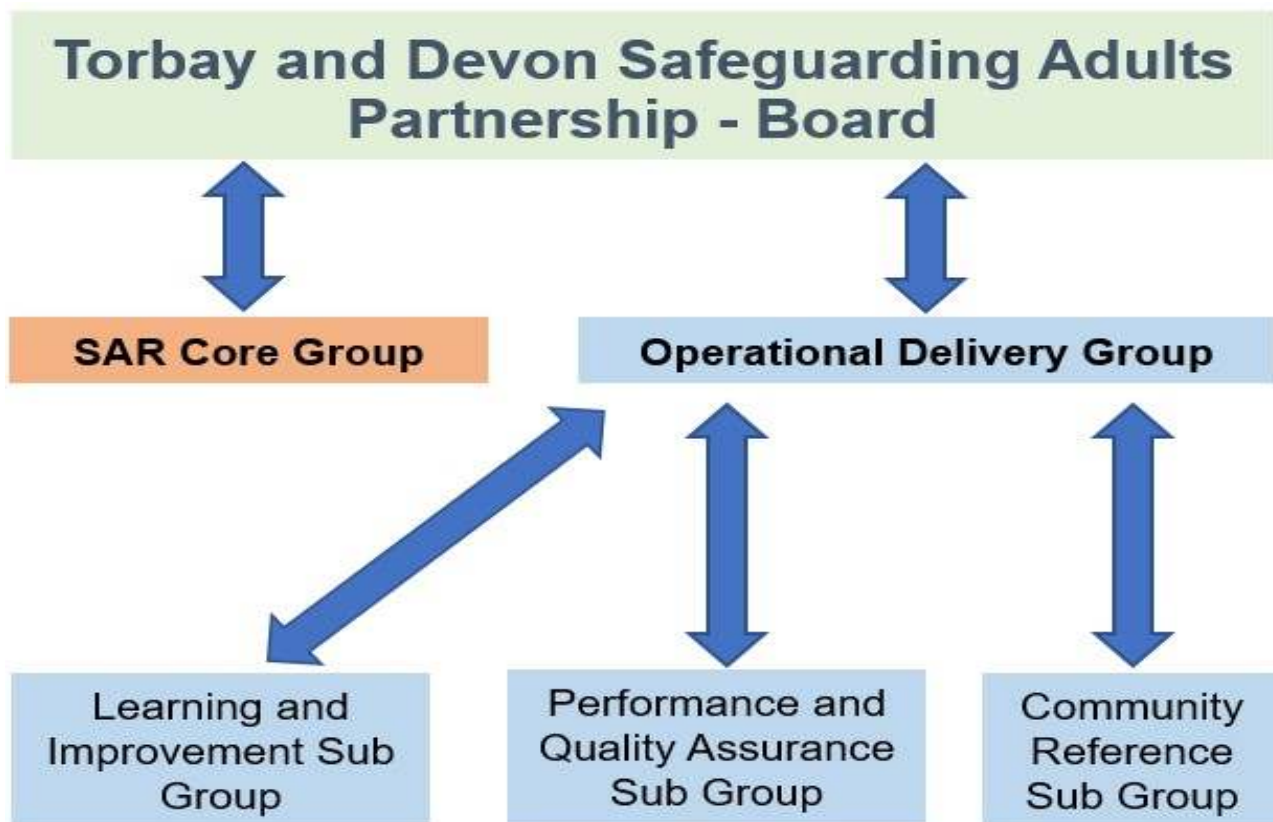 Torbay and Devon Safeguarding Adults
Partnership - Board
SAR Core Group
Operational Delivery Group
Learning and
Improvement Sub
Group
Performance and
Quality Assurance
Sub Group
Community
Reference
Sub Group